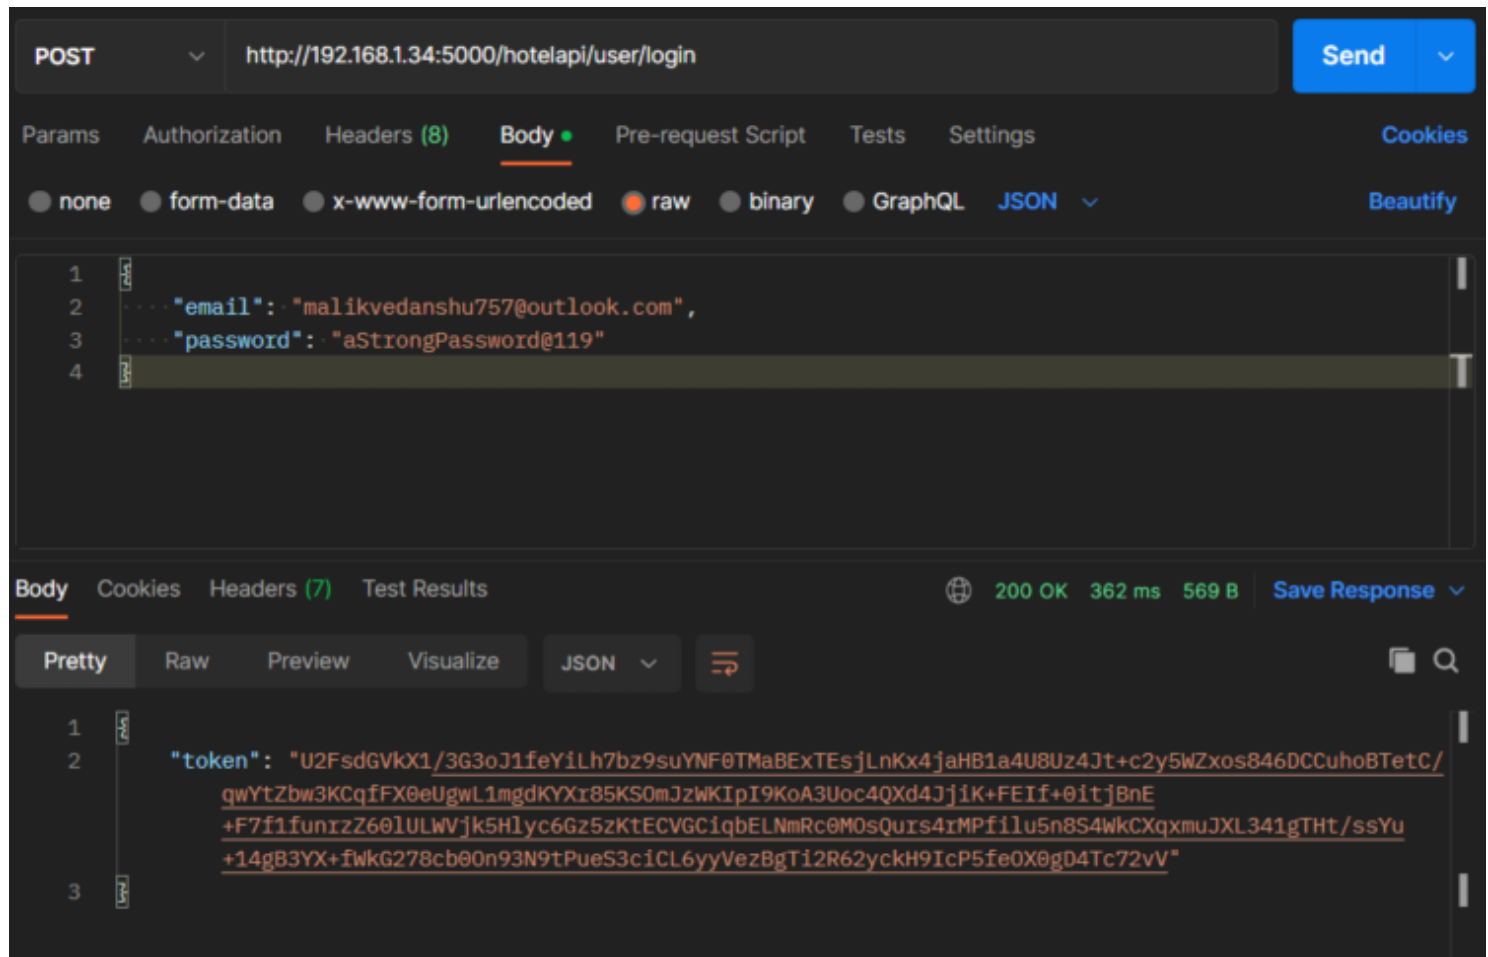 POST http://192.168.1.34:5000/hotelapi/user/login Send
Params Authorization Headers (8) Body Pre-request Script Tests Settings Cookies
none form-data x-www-form-urlencoded raw binary GraphQL JSON Beautify
1 {
2 "email": "malikvedanshu757@outlook.com",
3 "password": "aStrongPassword@119"
4 }
Body Cookies Headers (7) Test Results 200 OK 362 ms 569 B Save Response
Pretty Raw Preview Visualize JSON
1 {
2 "token": "U2FsdGVkX1/3G3oJ1feYiLh7bz9suYNF0TMaBExTEsjLnKx4jaHB1a4U8Uz4Jt+c2y5WZxos846DCCuhoBTetC/
qwYtZbw3KCqfFX0eUgwL1mgdKYXr85KSOmJzWKIpI9KoA3Uoc4QXd4JjiK+FEIf+0itjBnE
+F7f1funrzZ60lULWVjk5Hlyc6Gz5zKtECVGCiqbELNmRc0MOsQurs4rMPfilu5n8S4WkCXqxmuJXL341gTHt/ssYu
+14gB3YX+fWkG278cb0On93N9tPueS3ciCL6yyVezBgTi2R62yckH9IcP5feOX0gD4Tc72vV"
3 }